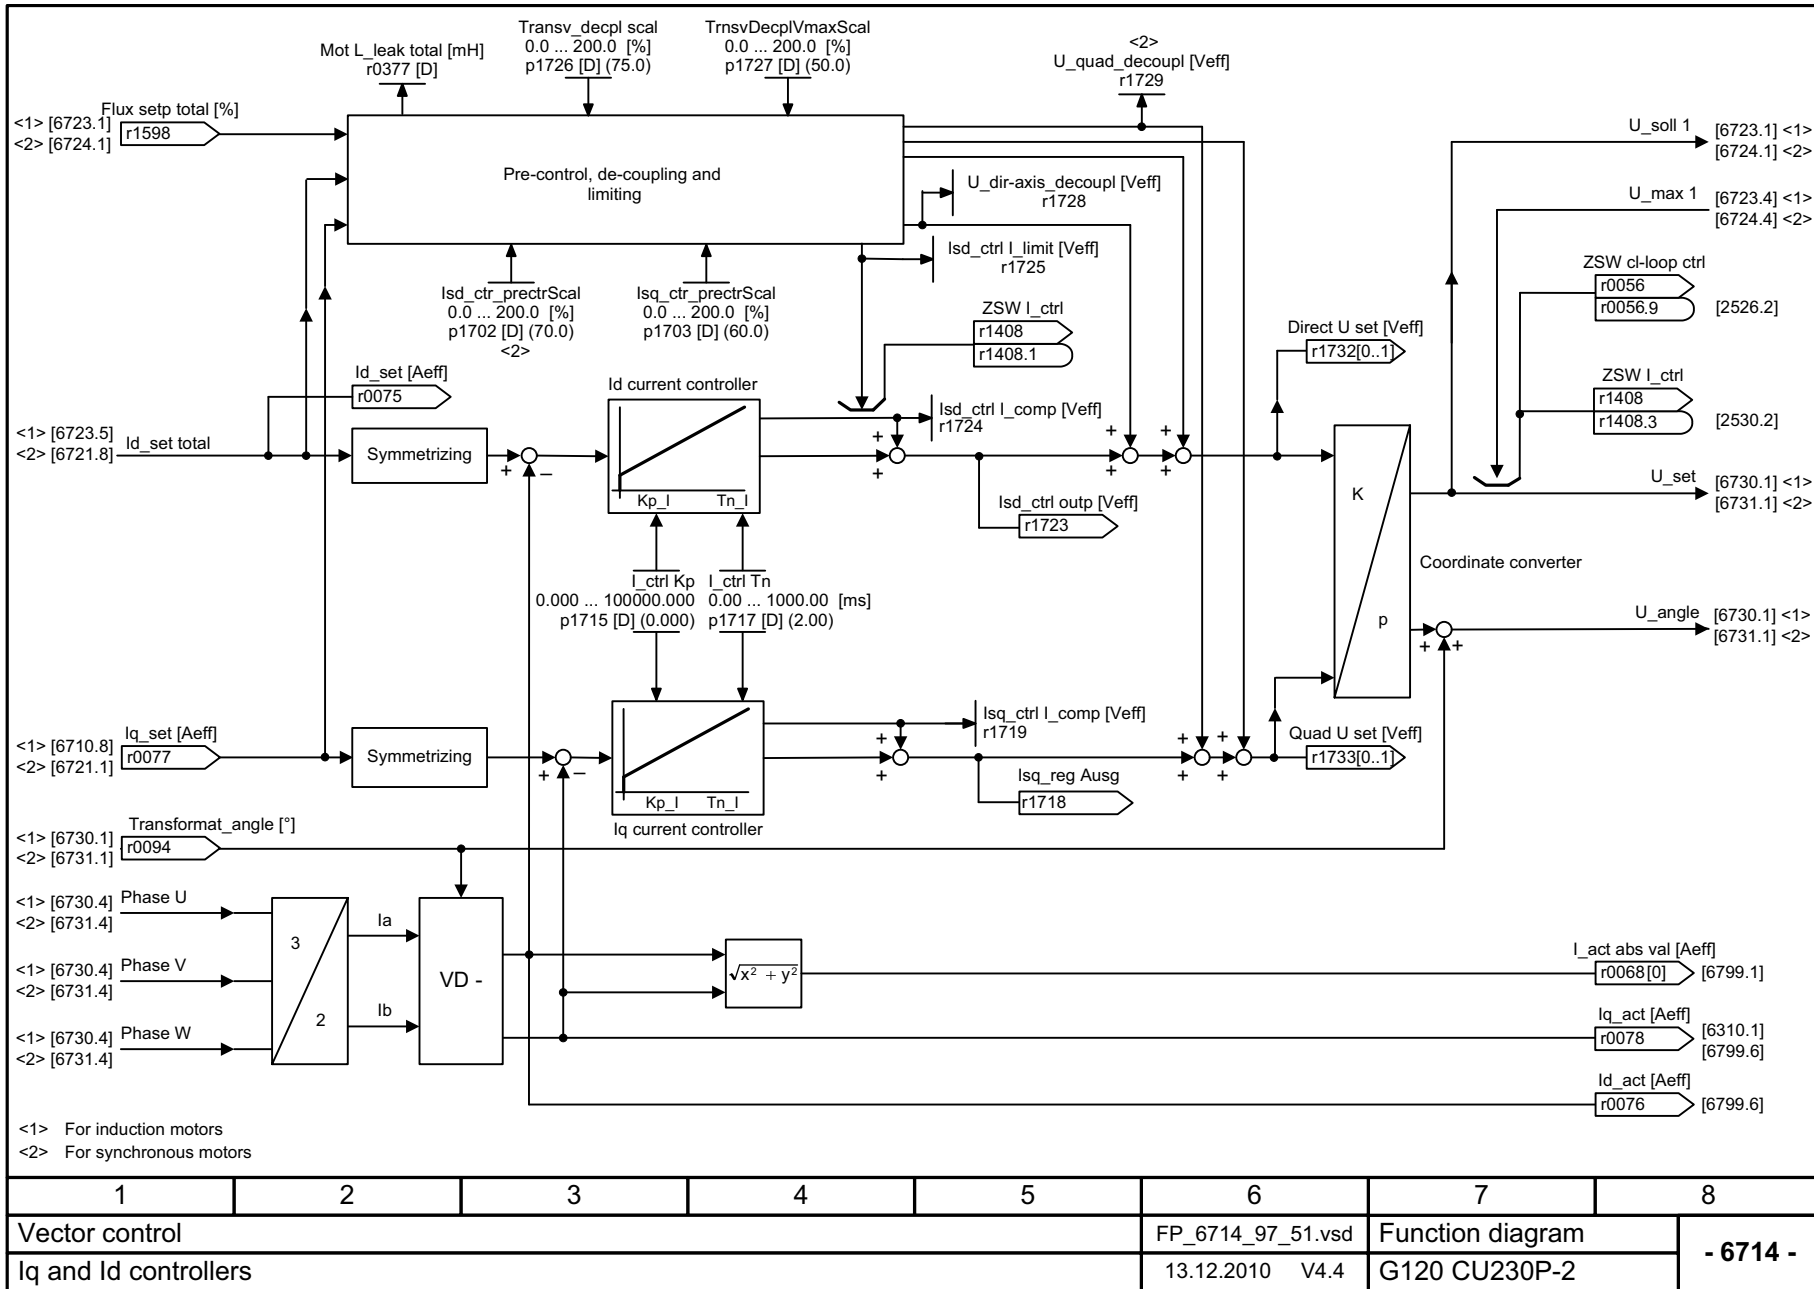 Mot L_leak total [mH]
r0377 [D]
Transv_decpl scal
0.0 ... 200.0 [%]
p1726 [D] (75.0)
TrnsvDecplVmaxScal
0.0 ... 200.0 [%]
p1727 [D] (50.0)
<2>
U_quad_decoupl [Veff]
r1729
Flux setp total [%]
<1> [6723.1]
<2> [6724.1]
r1598
Pre-control, de-coupling and
limiting
U_soll 1
[6723.1] <1>
[6724.1] <2>
U_dir-axis_decoupl [Veff]
r1728
U_max 1
[6723.4] <1>
[6724.4] <2>
Isd_ctrl I_limit [Veff]
r1725
Isd_ctr_prectrScal
0.0 ... 200.0 [%]
p1702 [D] (70.0)
<2>
Isq_ctr_prectrScal
0.0 ... 200.0 [%]
p1703 [D] (60.0)
ZSW I_ctrl
r1408
r1408.1
ZSW cl-loop ctrl
r0056
r0056.9
[2526.2]
Direct U set [Veff]
r1732[0..1]
Id_set [Aeff]
r0075
Id current controller
ZSW I_ctrl
r1408
r1408.3
[2530.2]
Isd_ctrl I_comp [Veff]
r1724
<1> [6723.5]
<2> [6721.8]
Id_set total
Symmetrizing
+
−
Kp_I
Tn_I
+
+
+
+
+
+
Isd_ctrl outp [Veff]
r1723
K
p
U_set
[6730.1] <1>
[6731.1] <2>
Coordinate converter
I_ctrl Kp
0.000 ... 100000.000
p1715 [D] (0.000)
I_ctrl Tn
0.00 ... 1000.00 [ms]
p1717 [D] (2.00)
U_angle
[6730.1] <1>
[6731.1] <2>
+
+
<1> [6710.8]
<2> [6721.1]
Iq_set [Aeff]
r0077
Symmetrizing
+
−
Kp_I
Tn_I
Iq current controller
Isq_ctrl I_comp [Veff]
r1719
+
+
Isq_reg Ausg
r1718
+
+
+
+
Quad U set [Veff]
r1733[0..1]
Transformat_angle [°]
<1> [6730.1]
<2> [6731.1]
r0094
<1> [6730.4]
<2> [6731.4]
Phase U
<1> [6730.4]
<2> [6731.4]
Phase V
<1> [6730.4]
<2> [6731.4]
Phase W
3
2
Ia
Ib
VD -
√x² + y²
I_act abs val [Aeff]
r0068[0]
[6799.1]
Iq_act [Aeff]
r0078
[6310.1]
[6799.6]
Id_act [Aeff]
r0076
[6799.6]
<1> For induction motors
<2> For synchronous motors
1 2 3 4 5 6 7 8
Vector control
FP_6714_97_51.vsd
Function diagram
- 6714 -
Iq and Id controllers
13.12.2010 V4.4
G120 CU230P-2